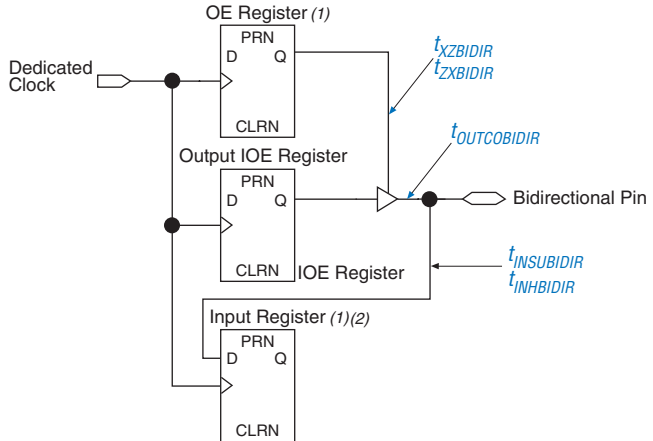 OE Register (1)
PRN
D Q
CLRN
Dedicated
Clock
tXZBIDIR
tZXBIDIR
tOUTCOBIDIR
Output IOE Register
PRN
D Q
CLRN
Bidirectional Pin
IOE Register
tINSUBIDIR
tINHBIDIR
Input Register (1)(2)
PRN
D Q
CLRN